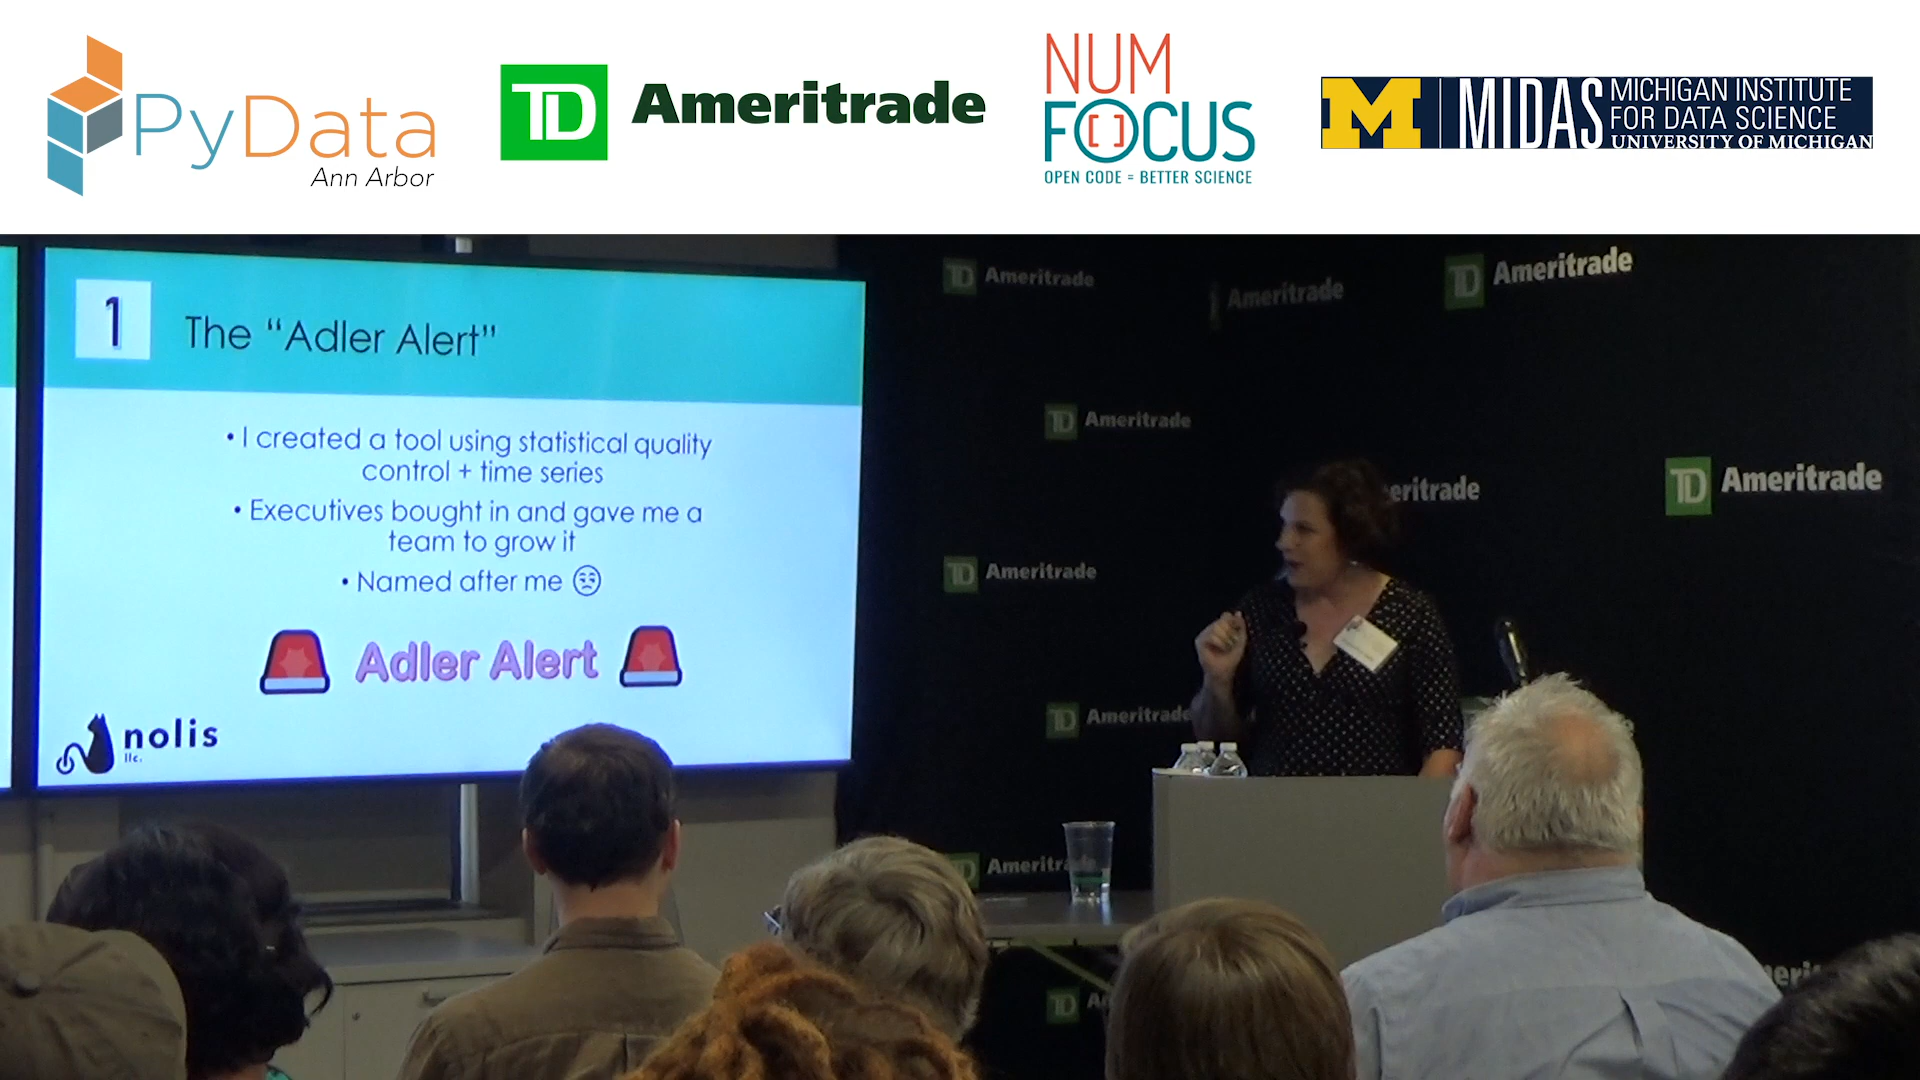 PyData
Ann Arbor
TD Ameritrade
NUM
FOCUS
OPEN CODE = BETTER SCIENCE
M MIDAS
MICHIGAN INSTITUTE
FOR DATA SCIENCE
UNIVERSITY OF MICHIGAN
1
The “Adler Alert”
• I created a tool using statistical quality
control + time series
• Executives bought in and gave me a
team to grow it
• Named after me
Adler Alert
nolis
llc.
TD Ameritrade
Ameritrade
TD Ameritrade
TD Ameritrade
eritrade
TD Ameritrade
TD Ameritrade
TD Ameritrade
Ameritr
TD A